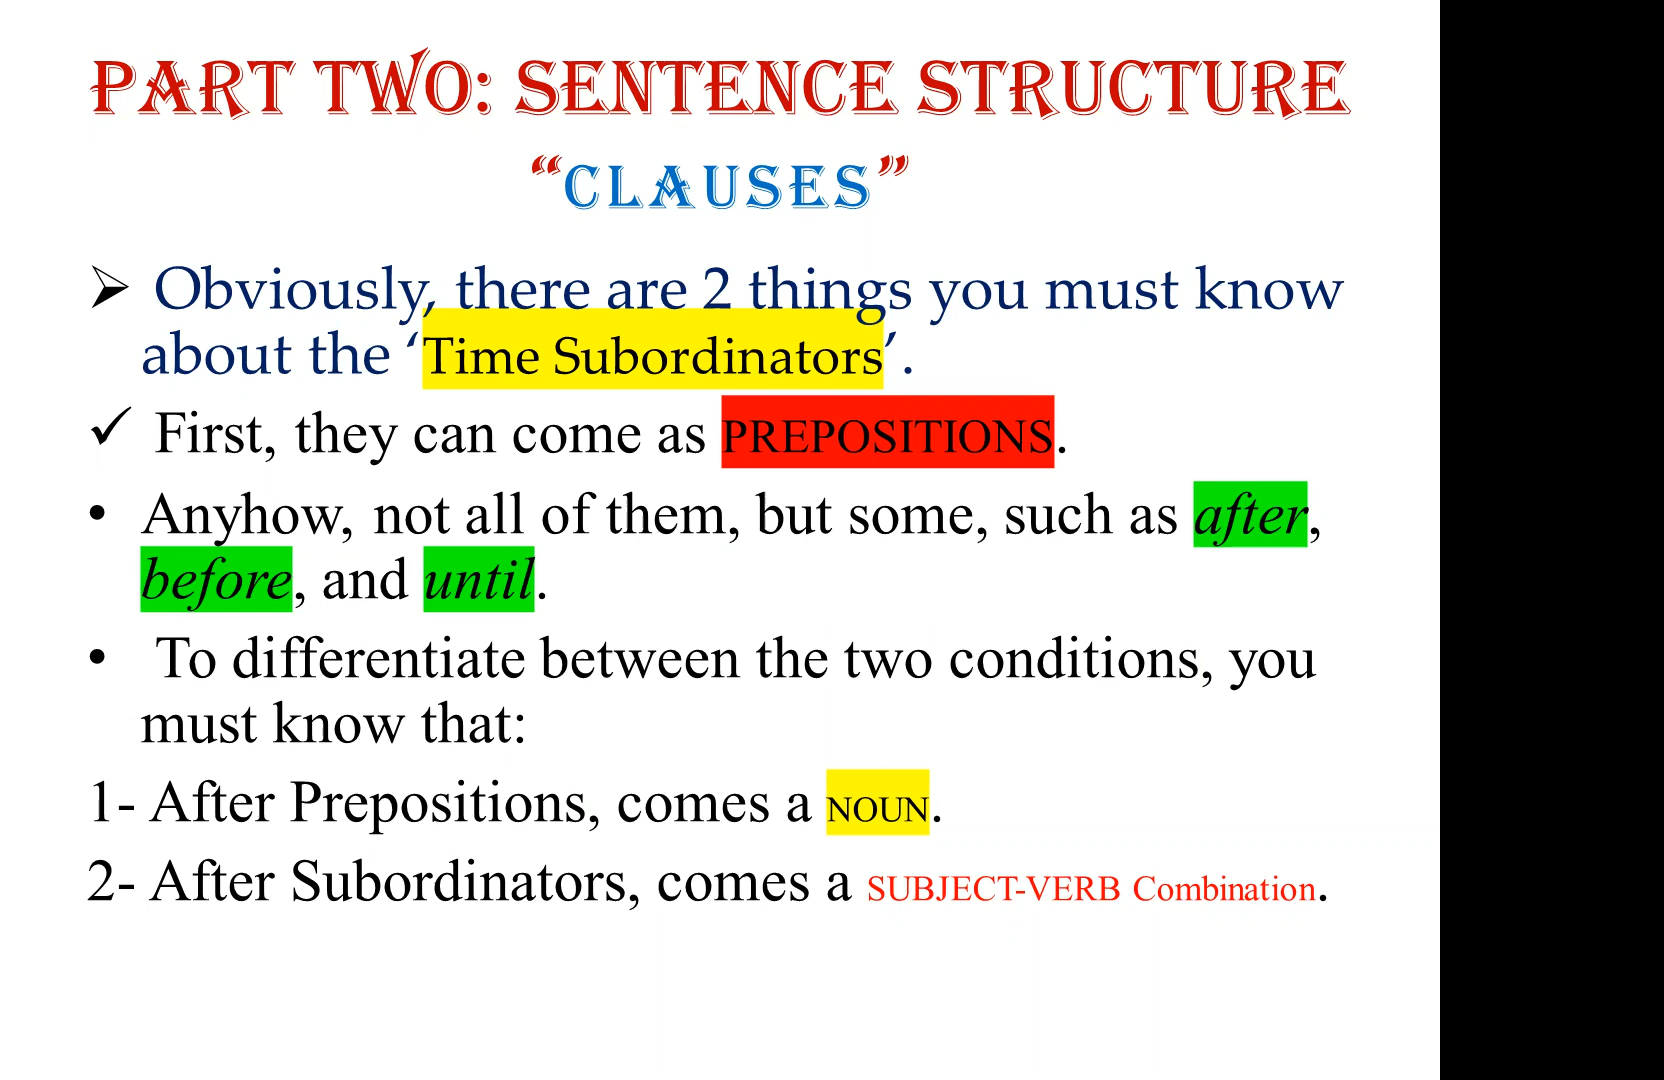 PART TWO: SENTENCE STRUCTURE
“CLAUSES”
➢ Obviously, there are 2 things you must know
about the ‘Time Subordinators’.
✓ First, they can come as PREPOSITIONS.
• Anyhow, not all of them, but some, such as after,
before, and until.
• To differentiate between the two conditions, you
must know that:
1- After Prepositions, comes a NOUN.
2- After Subordinators, comes a SUBJECT-VERB Combination.